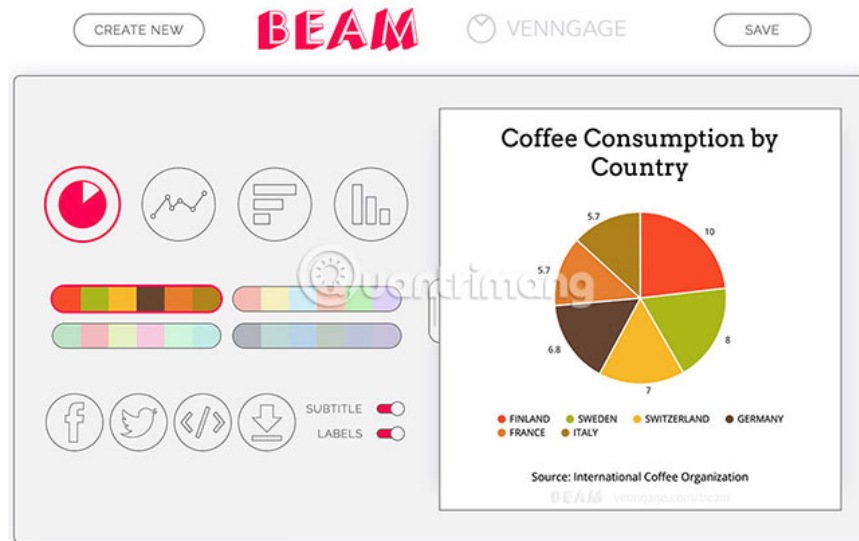 CREATE NEW
BEAM
VENNGAGE
SAVE
Coffee Consumption by
Country
5.7
10
5.7
8
6.8
7
FINLAND SWEDEN SWITZERLAND GERMANY
FRANCE ITALY
SUBTITLE
LABELS
Source: International Coffee Organization
BEAM venngage.com/beam
Quantrimang